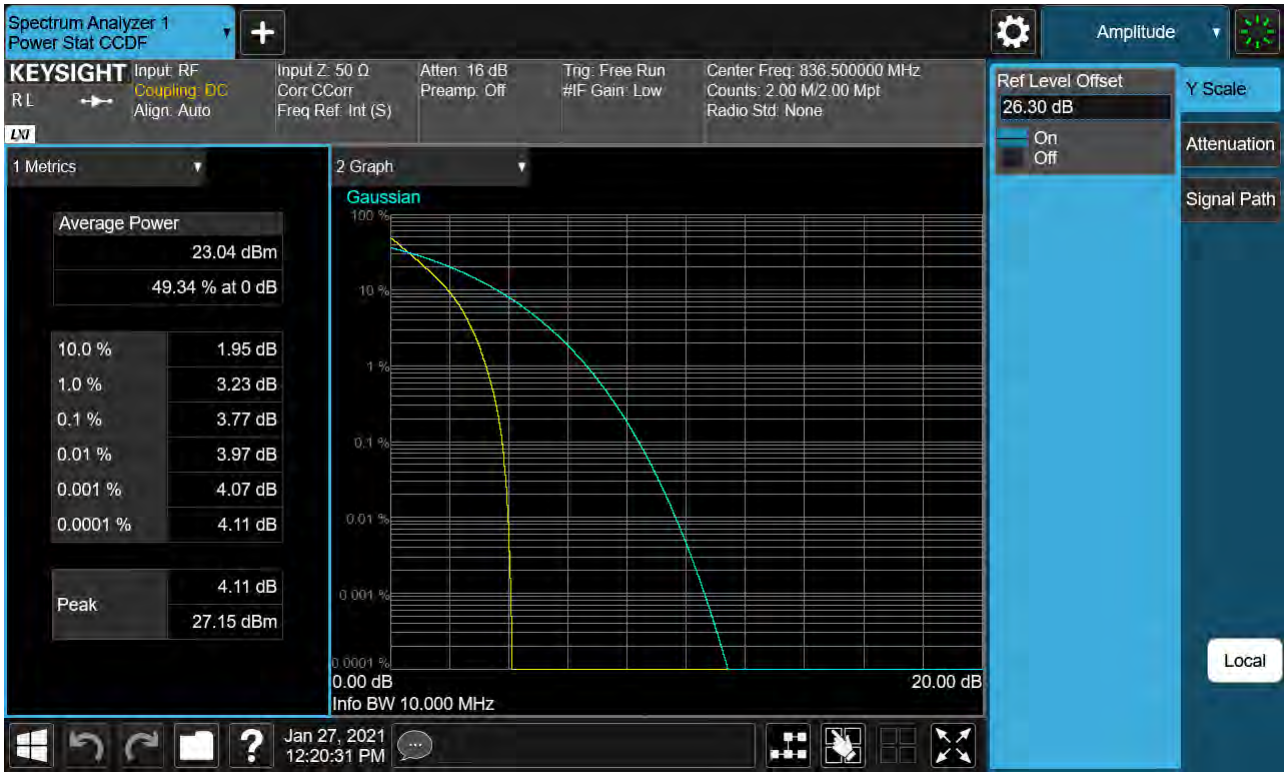 Spectrum Analyzer 1
Power Stat CCDF
+
Amplitude
KEYSIGHT
RL
LXI
Input: RF
Coupling: DC
Align: Auto
Input Z: 50 Ω
Corr CCorr
Freq Ref: Int (S)
Atten: 16 dB
Preamp: Off
Trig: Free Run
#IF Gain: Low
Center Freq: 836.500000 MHz
Counts: 2.00 M/2.00 Mpt
Radio Std: None
Ref Level Offset
26.30 dB
On
Off
Y Scale
Attenuation
Signal Path
1 Metrics
Average Power
23.04 dBm
49.34 % at 0 dB
10.0 % 1.95 dB
1.0 % 3.23 dB
0.1 % 3.77 dB
0.01 % 3.97 dB
0.001 % 4.07 dB
0.0001 % 4.11 dB
Peak
4.11 dB
27.15 dBm
2 Graph
Gaussian
100 %
10 %
1 %
0.1 %
0.01 %
0.001 %
0.0001 %
0.00 dB 20.00 dB
Info BW 10.000 MHz
Local
?
Jan 27, 2021
12:20:31 PM